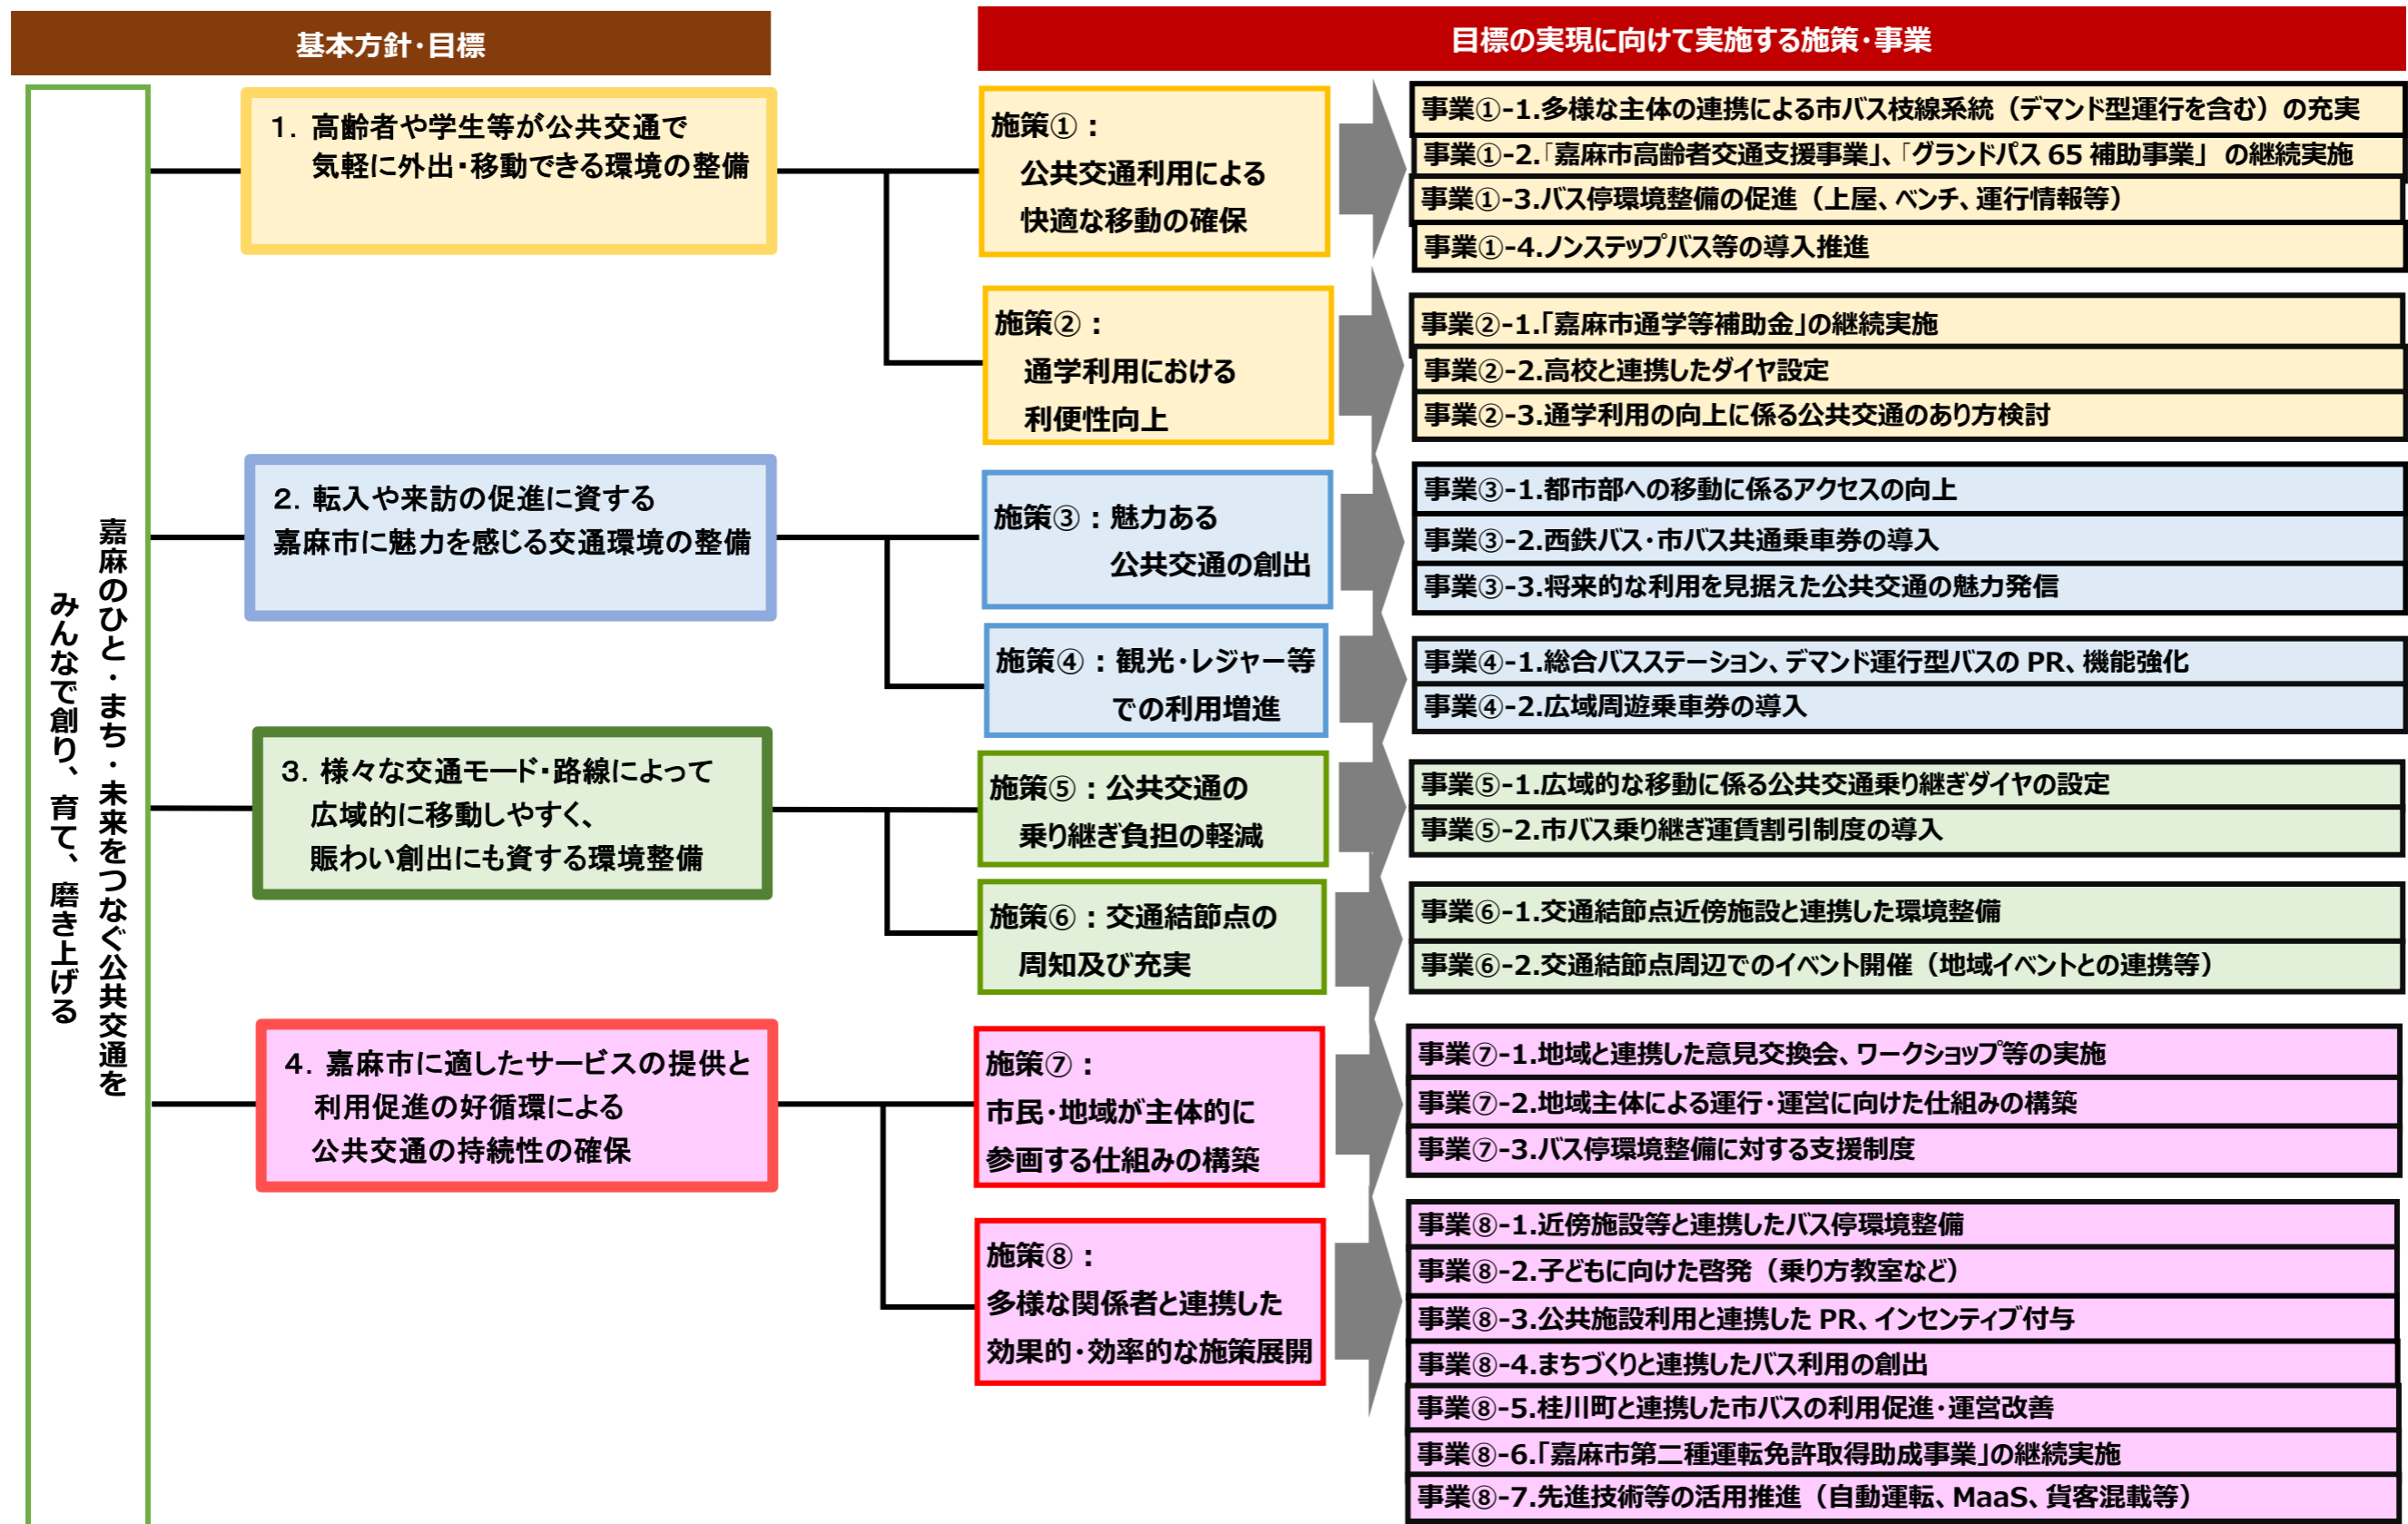 基本方針・目標
目標の実現に向けて実施する施策・事業
嘉麻のひと・まち・未来をつなぐ公共交通を
みんなで創り、育て、磨き上げる
1．高齢者や学生等が公共交通で
気軽に外出・移動できる環境の整備
施策①：
公共交通利用による
快適な移動の確保
事業①-1.多様な主体の連携による市バス枝線系統（デマンド型運行を含む）の充実
事業①-2.「嘉麻市高齢者交通支援事業」、「グランドパス 65 補助事業」 の継続実施
事業①-3.バス停環境整備の促進（上屋、ベンチ、運行情報等）
事業①-4.ノンステップバス等の導入推進
施策②：
通学利用における
利便性向上
事業②-1.「嘉麻市通学等補助金」の継続実施
事業②-2.高校と連携したダイヤ設定
事業②-3.通学利用の向上に係る公共交通のあり方検討
2．転入や来訪の促進に資する
嘉麻市に魅力を感じる交通環境の整備
施策③：魅力ある
公共交通の創出
事業③-1.都市部への移動に係るアクセスの向上
事業③-2.西鉄バス・市バス共通乗車券の導入
事業③-3.将来的な利用を見据えた公共交通の魅力発信
施策④：観光・レジャー等
での利用増進
事業④-1.総合バスステーション、デマンド運行型バスの PR、機能強化
事業④-2.広域周遊乗車券の導入
3．様々な交通モード・路線によって
広域的に移動しやすく、
賑わい創出にも資する環境整備
施策⑤：公共交通の
乗り継ぎ負担の軽減
事業⑤-1.広域的な移動に係る公共交通乗り継ぎダイヤの設定
事業⑤-2.市バス乗り継ぎ運賃割引制度の導入
施策⑥：交通結節点の
周知及び充実
事業⑥-1.交通結節点近傍施設と連携した環境整備
事業⑥-2.交通結節点周辺でのイベント開催（地域イベントとの連携等）
4．嘉麻市に適したサービスの提供と
利用促進の好循環による
公共交通の持続性の確保
施策⑦：
市民・地域が主体的に
参画する仕組みの構築
事業⑦-1.地域と連携した意見交換会、ワークショップ等の実施
事業⑦-2.地域主体による運行・運営に向けた仕組みの構築
事業⑦-3.バス停環境整備に対する支援制度
施策⑧：
多様な関係者と連携した
効果的・効率的な施策展開
事業⑧-1.近傍施設等と連携したバス停環境整備
事業⑧-2.子どもに向けた啓発（乗り方教室など）
事業⑧-3.公共施設利用と連携した PR、インセンティブ付与
事業⑧-4.まちづくりと連携したバス利用の創出
事業⑧-5.桂川町と連携した市バスの利用促進・運営改善
事業⑧-6.「嘉麻市第二種運転免許取得助成事業」の継続実施
事業⑧-7.先進技術等の活用推進（自動運転、MaaS、貨客混載等）